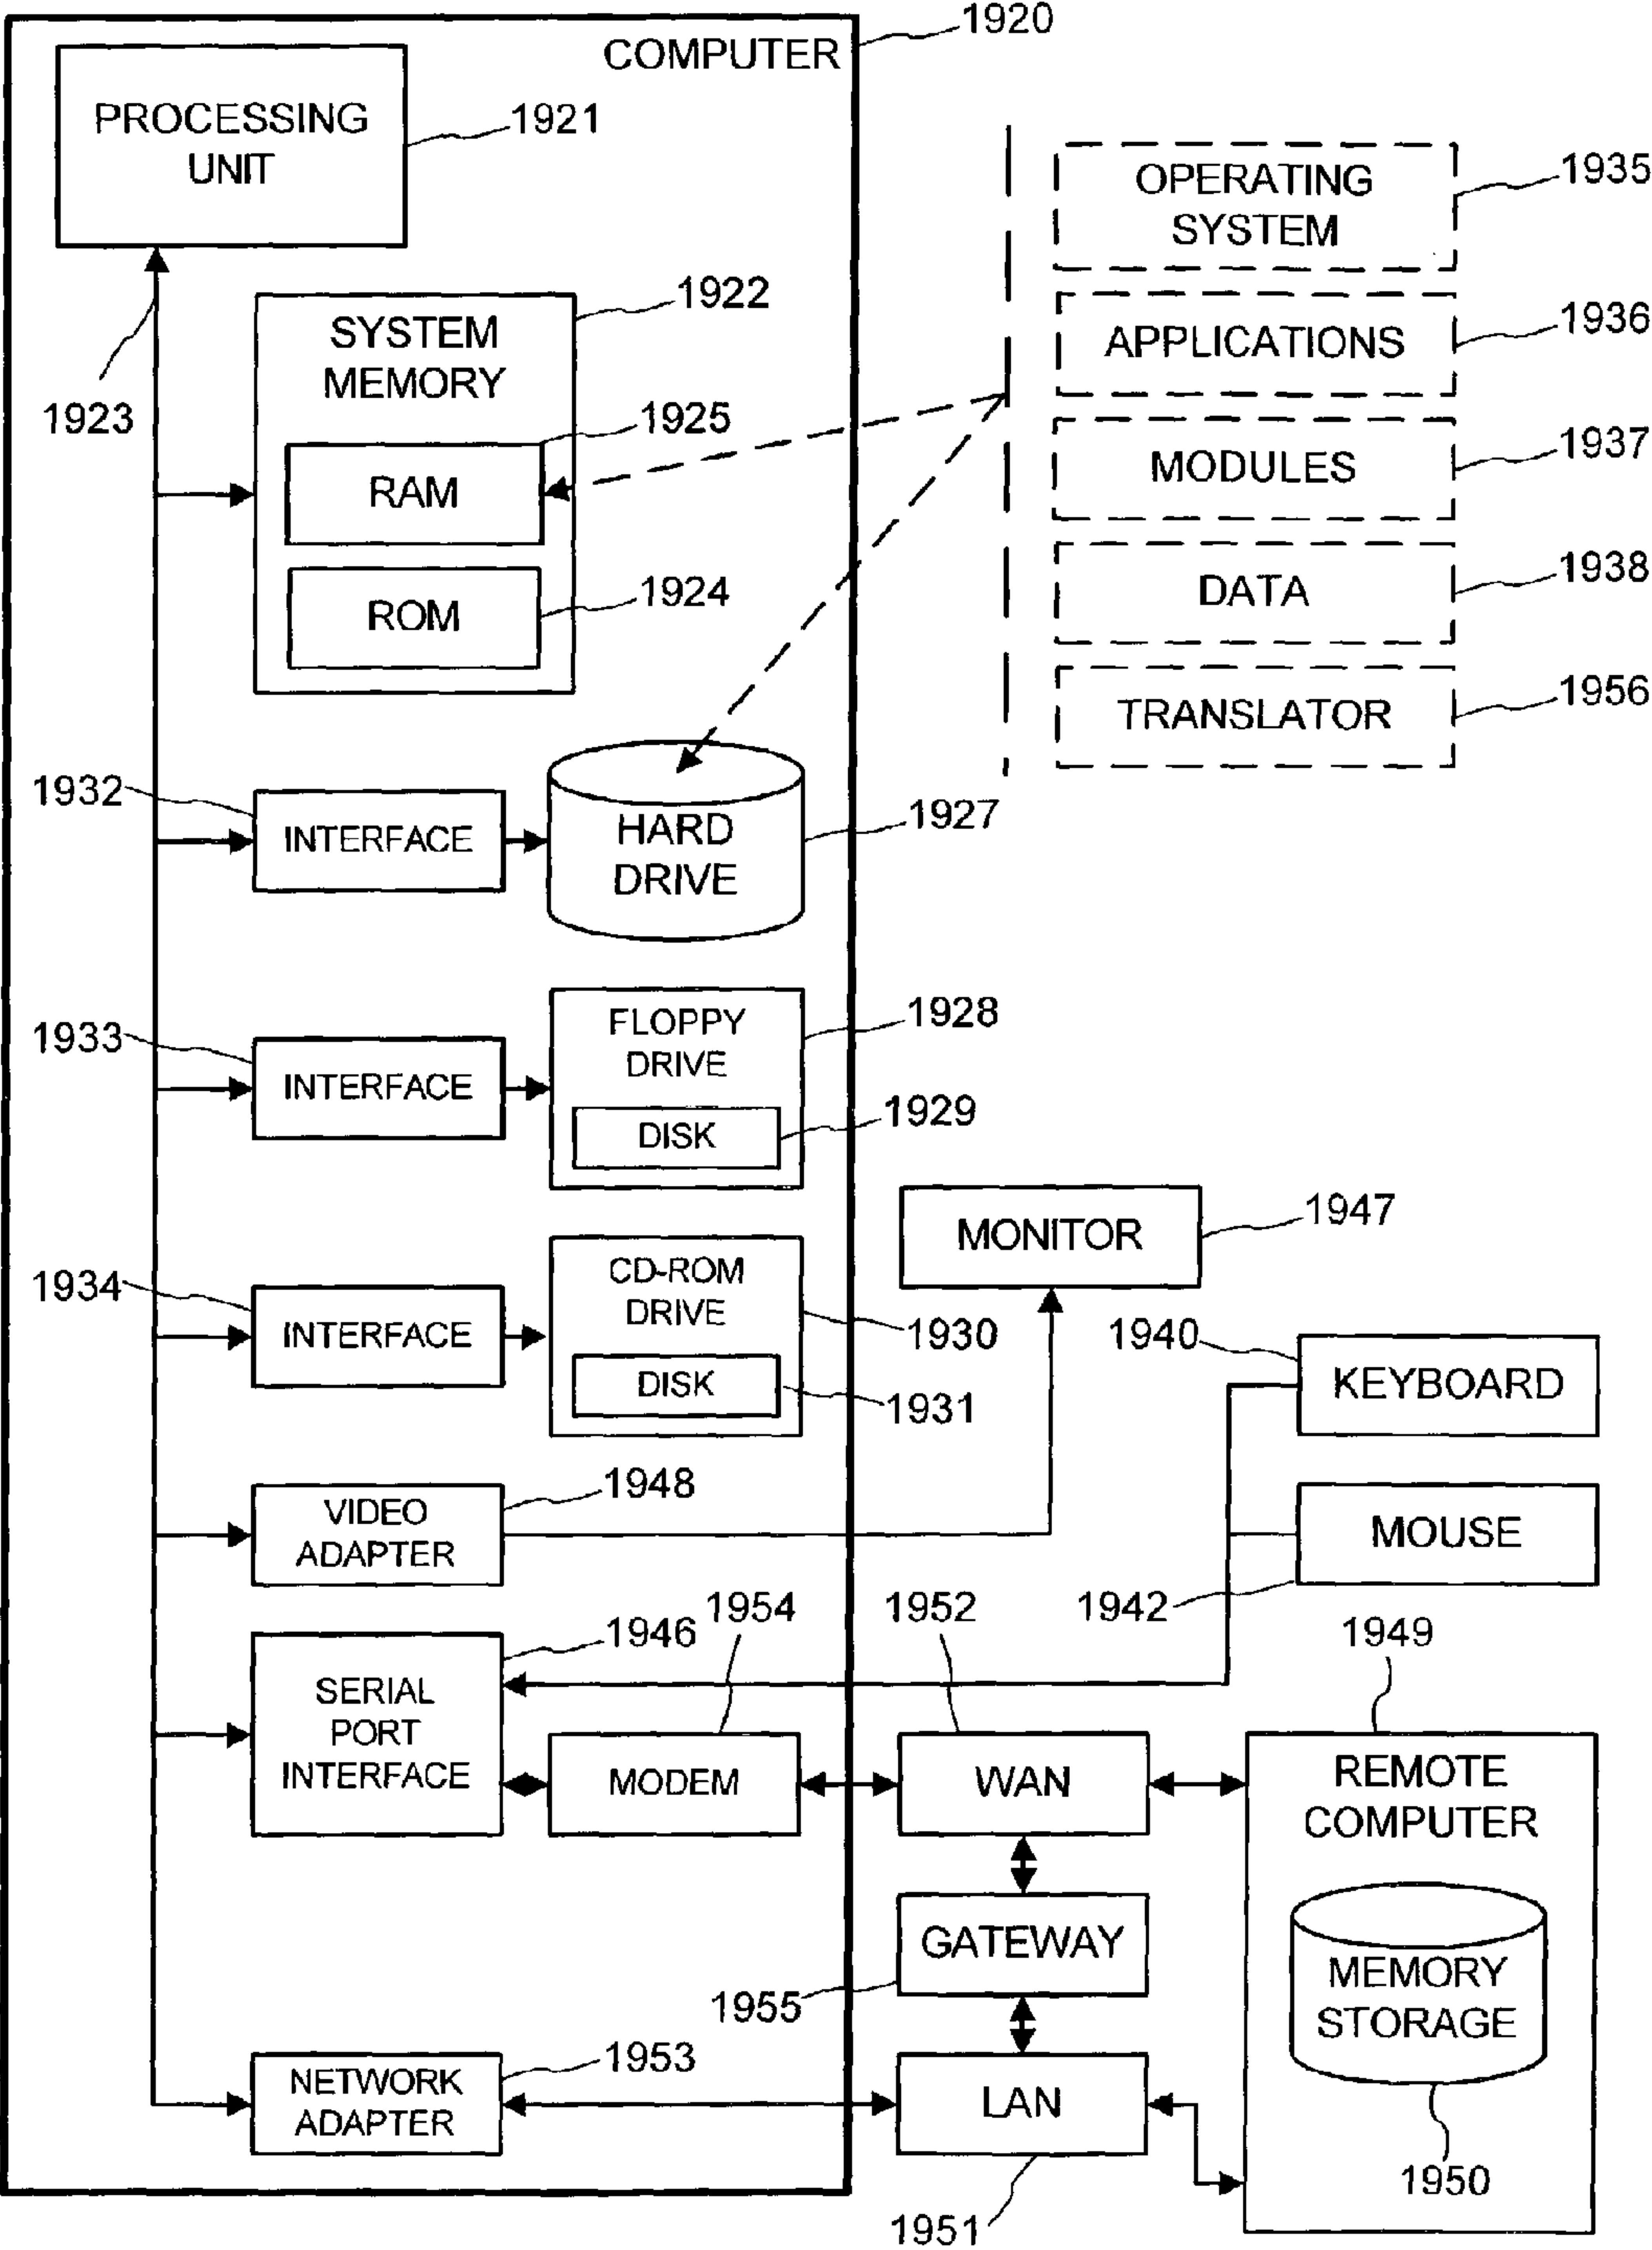 1920
COMPUTER
PROCESSING
UNIT
1921
OPERATING
SYSTEM
1935
1922
SYSTEM
MEMORY
1923
APPLICATIONS
1936
1925
RAM
MODULES
1937
1924
ROM
DATA
1938
TRANSLATOR
1956
1932
INTERFACE
HARD
DRIVE
1927
1933
INTERFACE
FLOPPY
DRIVE
1928
DISK
1929
MONITOR
1947
1934
INTERFACE
CD-ROM
DRIVE
1930
DISK
1931
1940
KEYBOARD
VIDEO
ADAPTER
1948
MOUSE
1942
1946
1954
1952
1949
SERIAL
PORT
INTERFACE
MODEM
WAN
REMOTE
COMPUTER
GATEWAY
1955
MEMORY
STORAGE
1950
NETWORK
ADAPTER
1953
LAN
1951